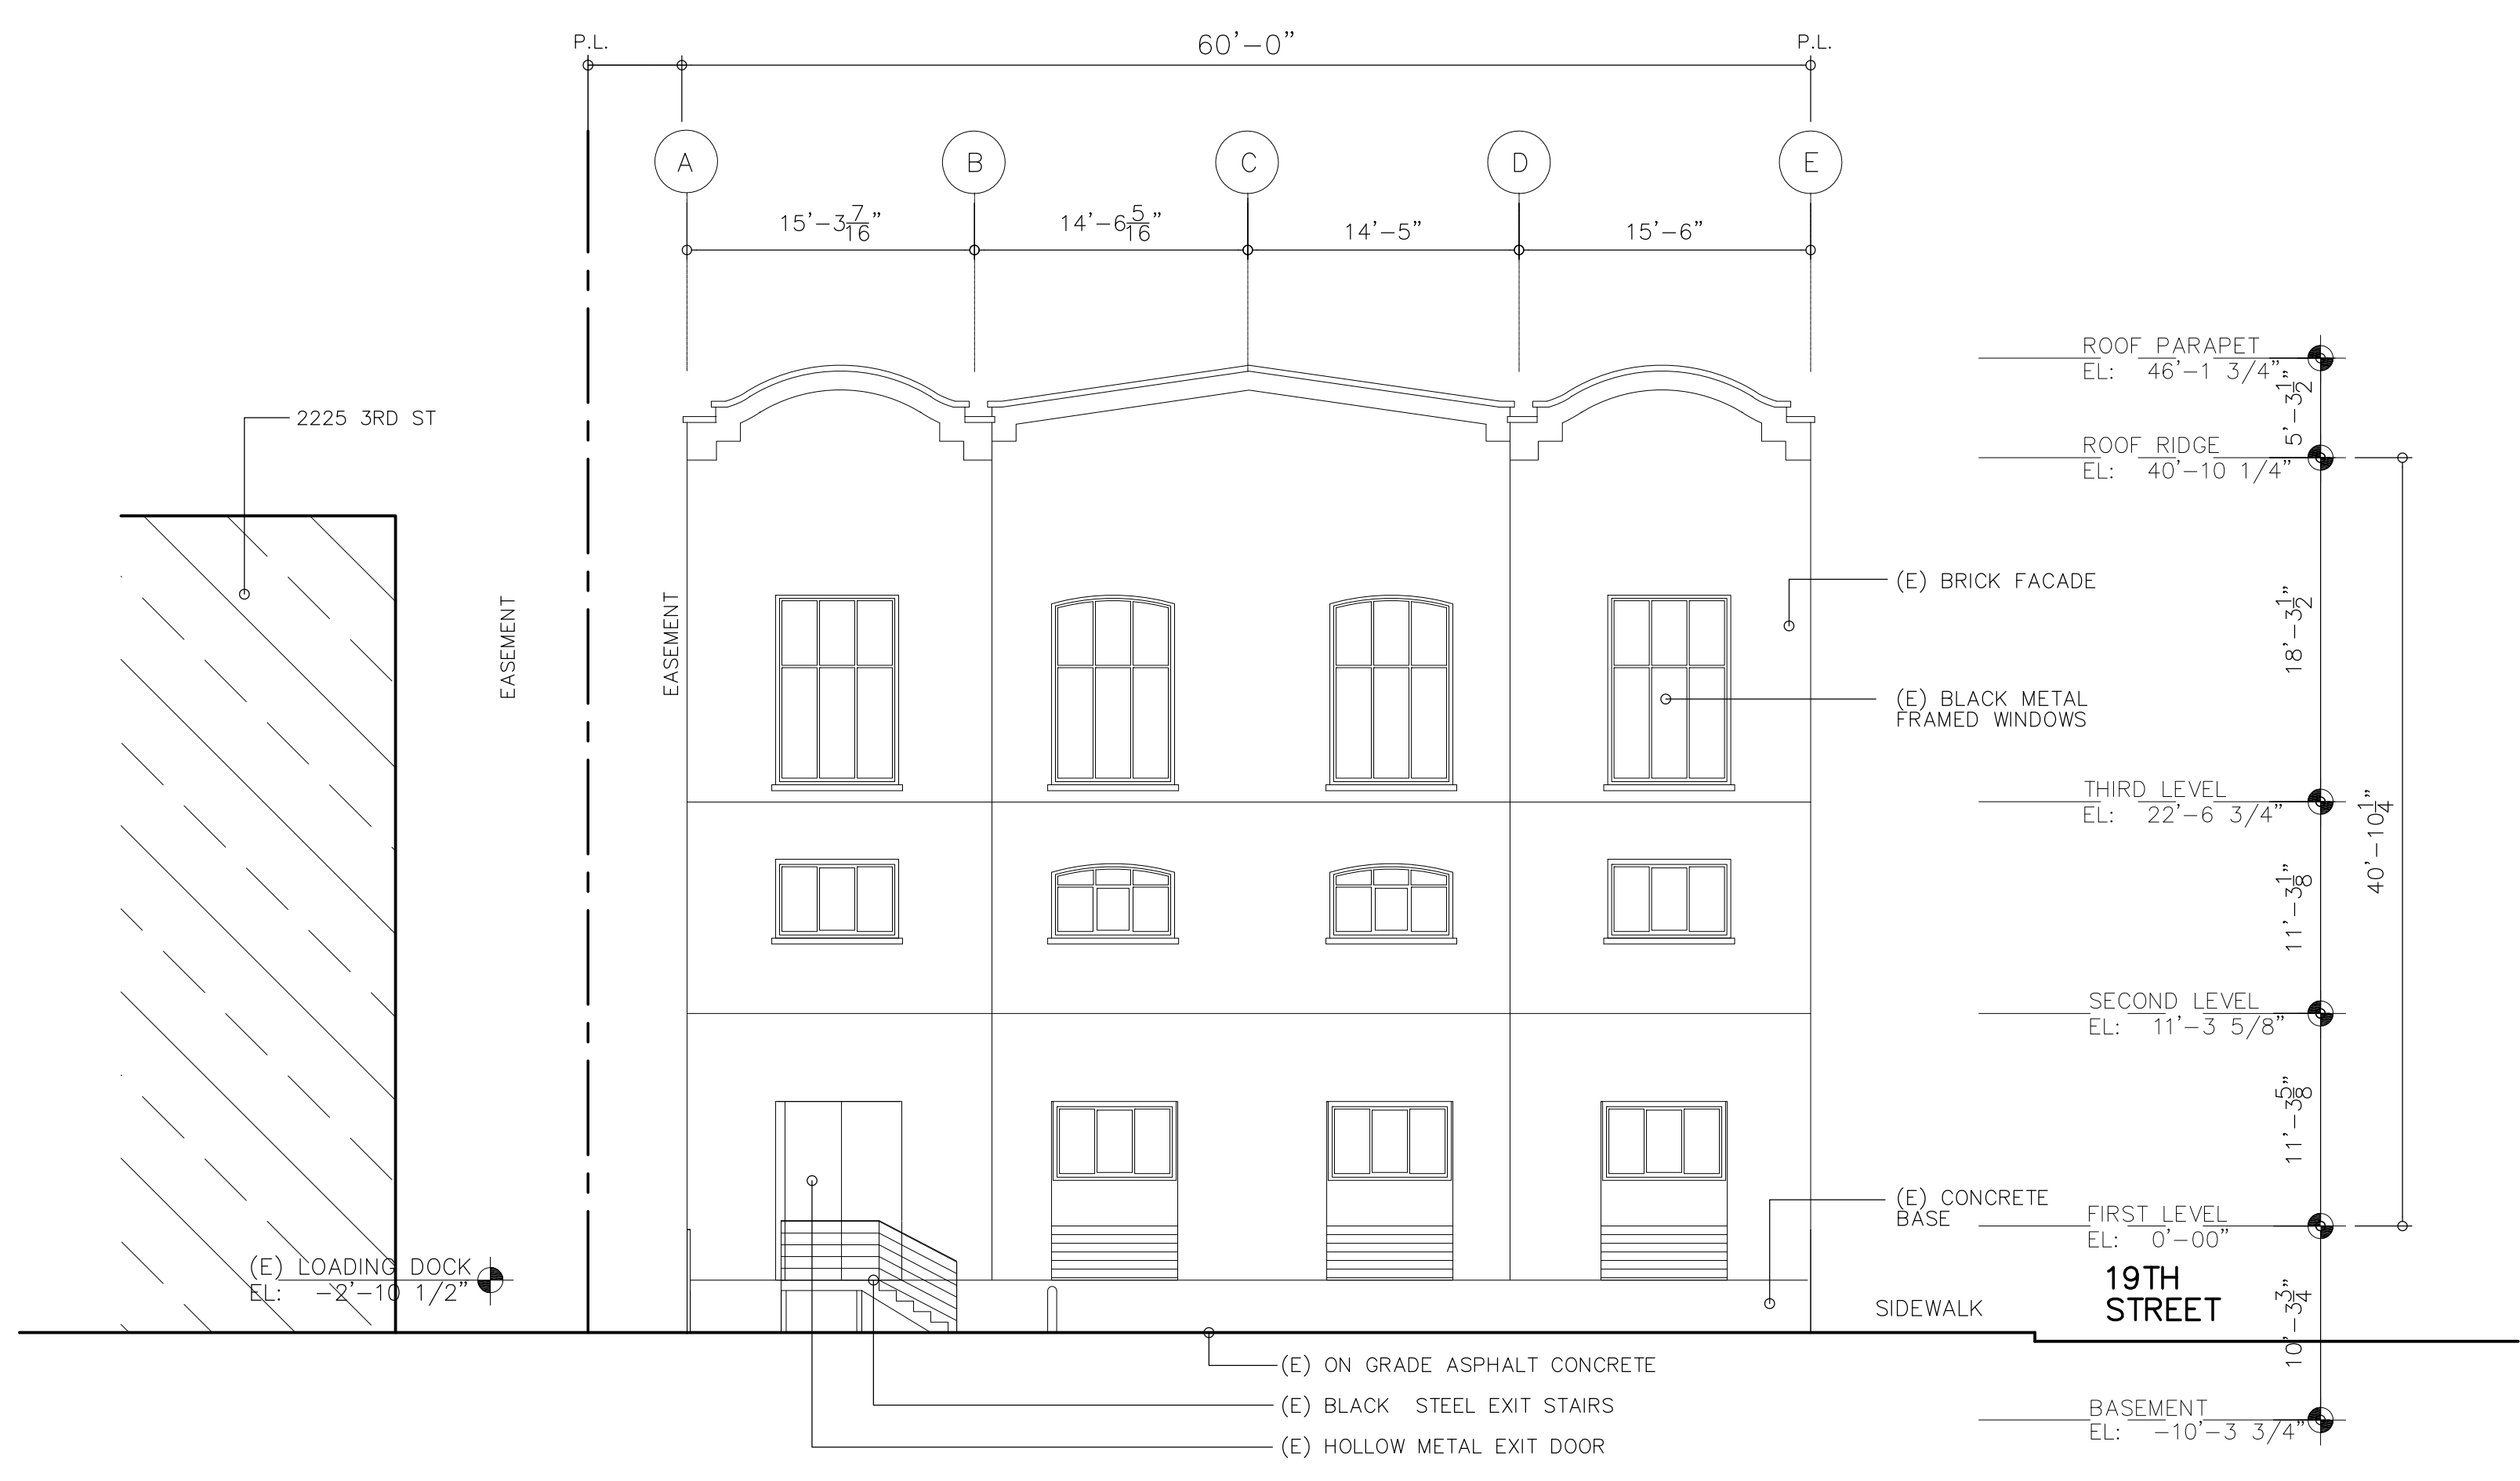 P.L.
60'-0"
P.L.
A
B
C
D
E
15'-3 7/16"
14'-6 5/16"
14'-5"
15'-6"
ROOF PARAPET
EL: 46'-1 3/4"
5'-3 1/2"
2225 3RD ST
ROOF RIDGE
EL: 40'-10 1/4"
EASEMENT
EASEMENT
(E) BRICK FACADE
18'-3 1/2"
(E) BLACK METAL
FRAMED WINDOWS
THIRD LEVEL
EL: 22'-6 3/4"
40'-10 1/4"
11'-3 1/8"
SECOND LEVEL
EL: 11'-3 5/8"
11'-3 5/8"
(E) CONCRETE
BASE
FIRST LEVEL
EL: 0'-00"
(E) LOADING DOCK
EL: -2'-10 1/2"
19TH
STREET
SIDEWALK
10'-3 3/4"
(E) ON GRADE ASPHALT CONCRETE
(E) BLACK STEEL EXIT STAIRS
(E) HOLLOW METAL EXIT DOOR
BASEMENT
EL: -10'-3 3/4"